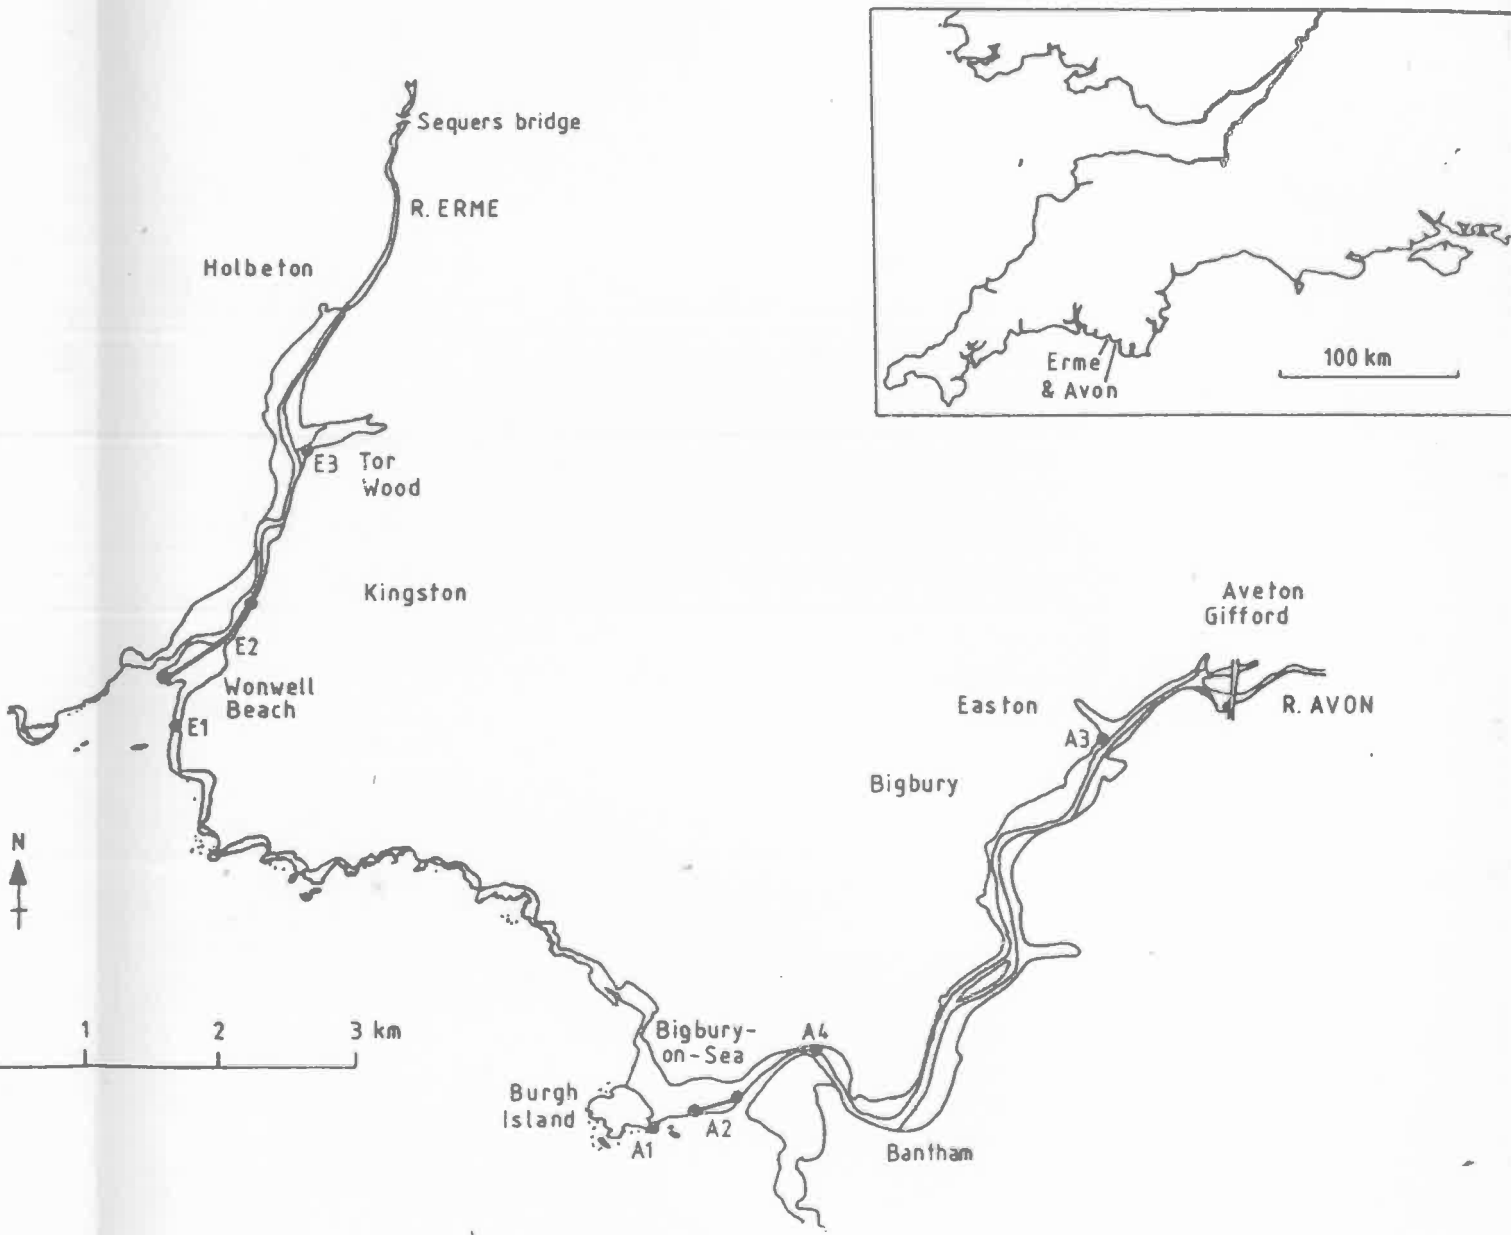 Sequers bridge
R. ERME
Holbeton
E3 Tor
Wood
Kingston
E2
Wonwell
Beach
E1
N
1 2 3 km
Erme
& Avon
100 km
Aveton
Gifford
Easton
R. AVON
A3
Bigbury
Bigbury-
on-Sea
A4
Burgh
Island
A1
A2
Bantham